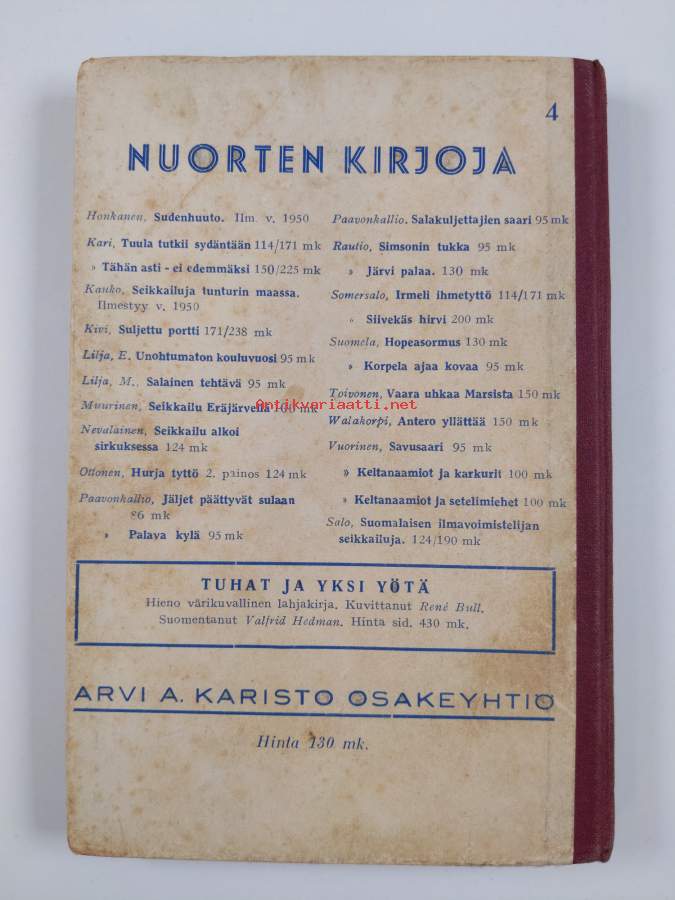 4
NUORTEN KIRJOJA
Honkanen, Sudenhuuto. Ilm. v. 1950
Kari, Tuula tutkii sydäntään 114/171 mk
» Tähän asti - ei edemmäksi 150/225 mk
Kauko, Seikkailuja tunturin maassa.
Ilmestyy v. 1950
Kivi, Suljettu portti 171/238 mk
Lilja, E. Unohtumaton kouluvuosi 95 mk
Lilja, M., Salainen tehtävä 95 mk
Muurinen, Seikkailu Eräjärvellä mk
Nevalainen, Seikkailu alkoi
sirkuksessa 124 mk
Ottonen, Hurja tyttö 2. painos 124 mk
Paavonkallio, Jäljet päättyvät sulaan
86 mk
» Palava kylä 95 mk
Paavonkallio. Salakuljettajien saari 95 mk
Rautio, Simsonin tukka 95 mk
» Järvi palaa. 130 mk
Somersalo, Irmeli ihmetyttö 114/171 mk
» Siivekäs hirvi 200 mk
Suomela, Hopeasormus 130 mk
» Korpela ajaa kovaa 95 mk
Toivonen, Vaara uhkaa Marsista 150 mk
Walakorpi, Antero yllättää 150 mk
Vuorinen, Savusaari 95 mk
» Keltanaamiot ja karkurit 100 mk
» Keltanaamiot ja setelimiehet 100 mk
Salo, Suomalaisen ilmavoimistelijan
seikkailuja. 124/190 mk
Antikvariaatti.net
TUHAT JA YKSI YÖTÄ
Hieno värikuvallinen lahjakirja. Kuvittanut René Bull.
Suomentanut Valfrid Hedman. Hinta sid. 430 mk.
ARVI A. KARISTO OSAKEYHTIÖ
Hinta 130 mk.